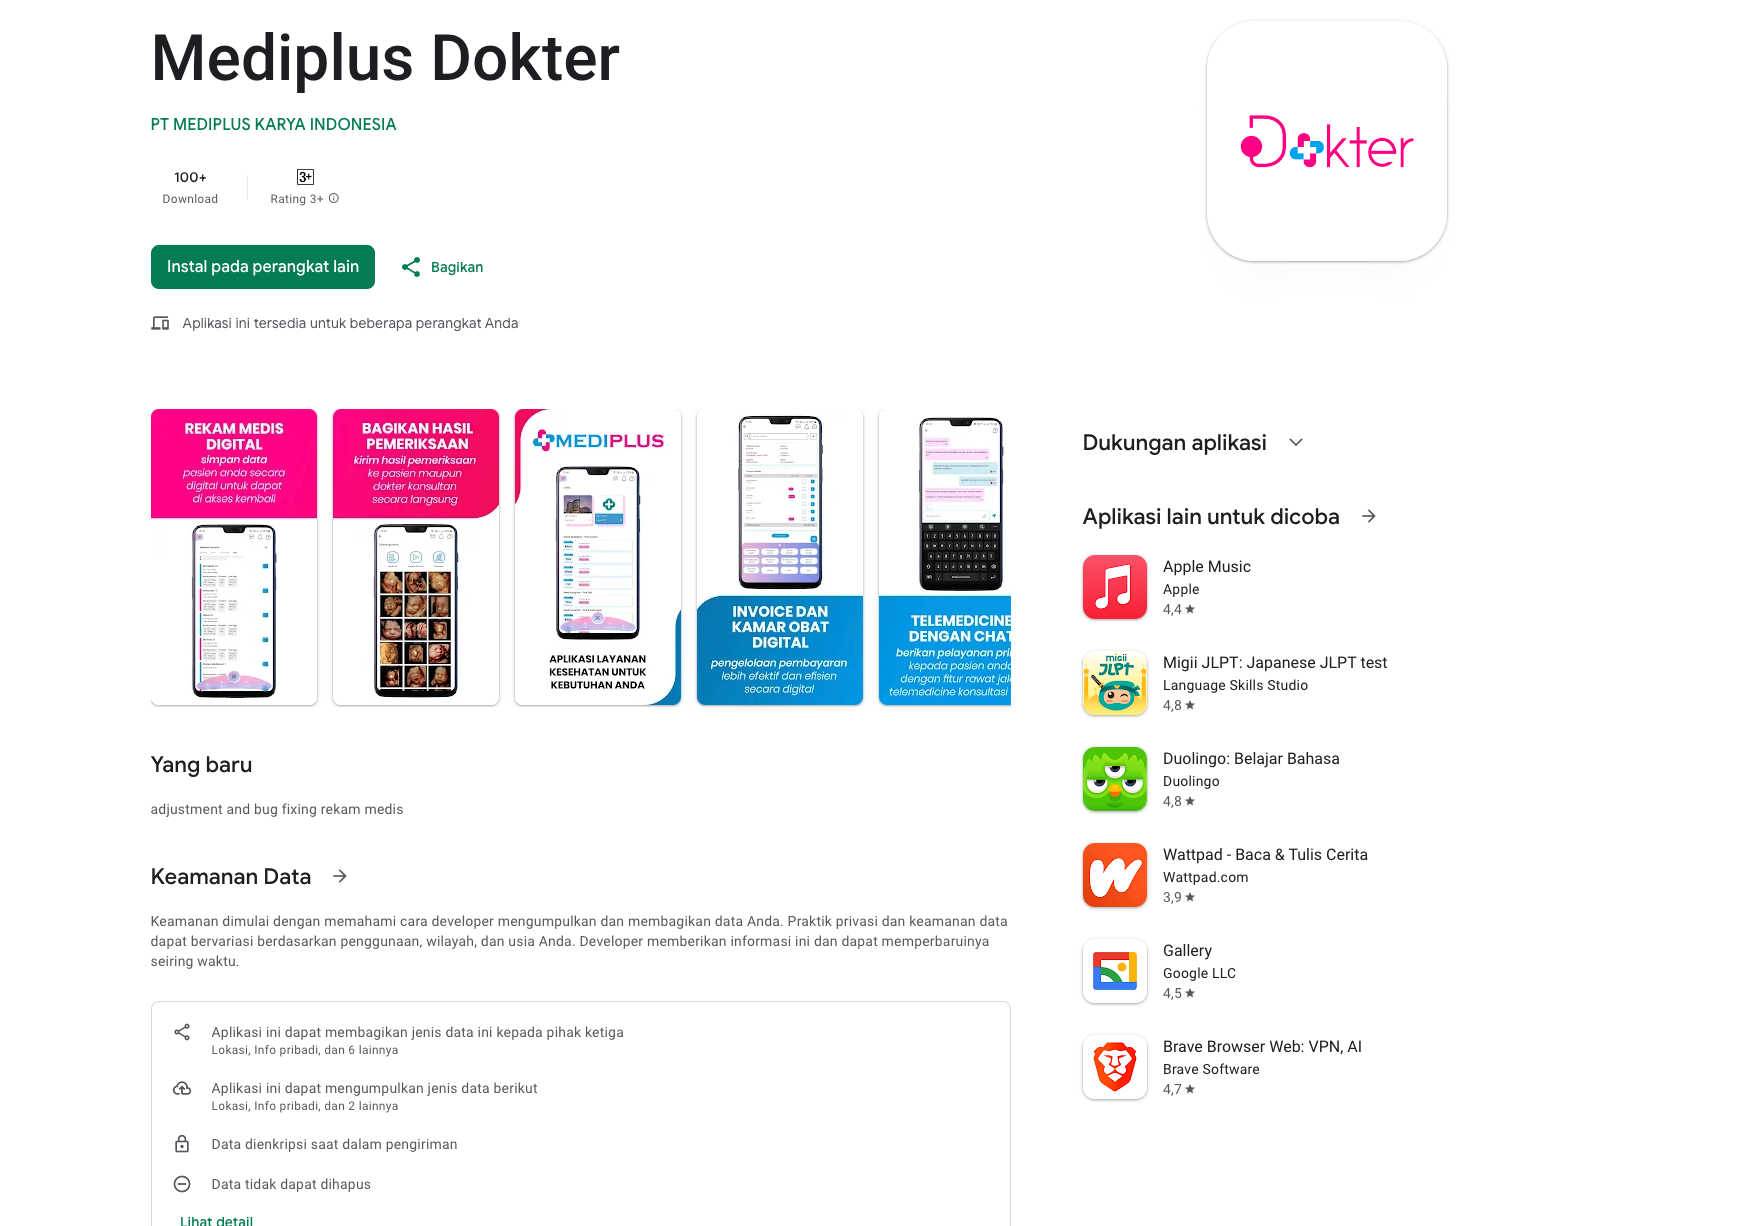 Mediplus Dokter
PT MEDIPLUS KARYA INDONESIA
100+
Download
3+
Rating 3+
Instal pada perangkat lain
Bagikan
Aplikasi ini tersedia untuk beberapa perangkat Anda
Dokter
REKAM MEDIS
DIGITAL
simpan data
pasien anda secara
digital untuk dapat
di akses kembali
BAGIKAN HASIL
PEMERIKSAAN
kirim hasil pemeriksaan
ke pasien maupun
dokter konsultan
secara langsung
MEDIPLUS
APLIKASI LAYANAN
KESEHATAN UNTUK
KEBUTUHAN ANDA
INVOICE DAN
KAMAR OBAT
DIGITAL
pengelolaan pembayaran
lebih efektif dan efisien
secara digital
TELEMEDICINE
DENGAN CHAT
berikan pelayanan pri
kepada pasien anda
dengan fitur rawat jal
telemedicine konsultasi
Yang baru
adjustment and bug fixing rekam medis
Keamanan Data
Keamanan dimulai dengan memahami cara developer mengumpulkan dan membagikan data Anda. Praktik privasi dan keamanan data
dapat bervariasi berdasarkan penggunaan, wilayah, dan usia Anda. Developer memberikan informasi ini dan dapat memperbaruinya
seiring waktu.
Aplikasi ini dapat membagikan jenis data ini kepada pihak ketiga
Lokasi, Info pribadi, dan 6 lainnya
Aplikasi ini dapat mengumpulkan jenis data berikut
Lokasi, Info pribadi, dan 2 lainnya
Data dienkripsi saat dalam pengiriman
Data tidak dapat dihapus
Lihat detail
Dukungan aplikasi
Aplikasi lain untuk dicoba
Apple Music
Apple
4,4
migii
JLPT
Migii JLPT: Japanese JLPT test
Language Skills Studio
4,8
Duolingo: Belajar Bahasa
Duolingo
4,8
Wattpad - Baca & Tulis Cerita
Wattpad.com
3,9
Gallery
Google LLC
4,5
Brave Browser Web: VPN, AI
Brave Software
4,7